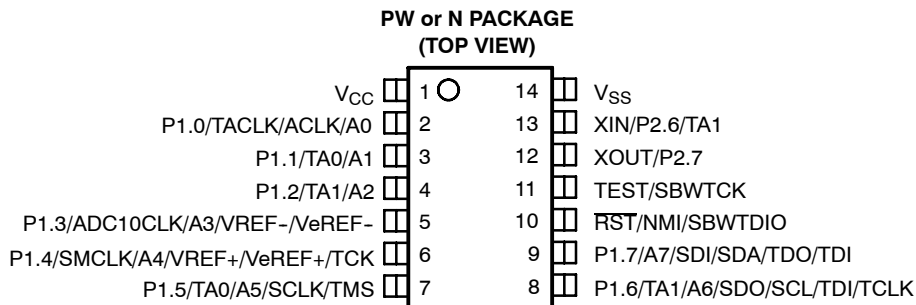 PW or N PACKAGE
(TOP VIEW)
VCC 1 14 VSS
P1.0/TACLK/ACLK/A0 2 13 XIN/P2.6/TA1
P1.1/TA0/A1 3 12 XOUT/P2.7
P1.2/TA1/A2 4 11 TEST/SBWTCK
P1.3/ADC10CLK/A3/VREF-/VeREF- 5 10 R̅S̅T̅/NMI/SBWTDIO
P1.4/SMCLK/A4/VREF+/VeREF+/TCK 6 9 P1.7/A7/SDI/SDA/TDO/TDI
P1.5/TA0/A5/SCLK/TMS 7 8 P1.6/TA1/A6/SDO/SCL/TDI/TCLK